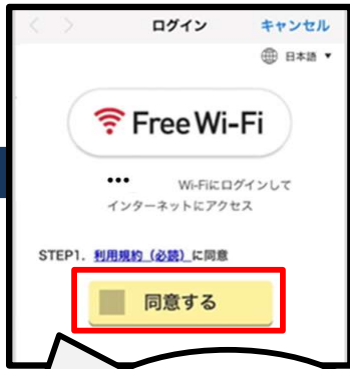 ログイン キャンセル
日本語 ▼
Free Wi-Fi
••• Wi-Fiにログインして
インターネットにアクセス
STEP1. 利用規約（必読）に同意
同意する